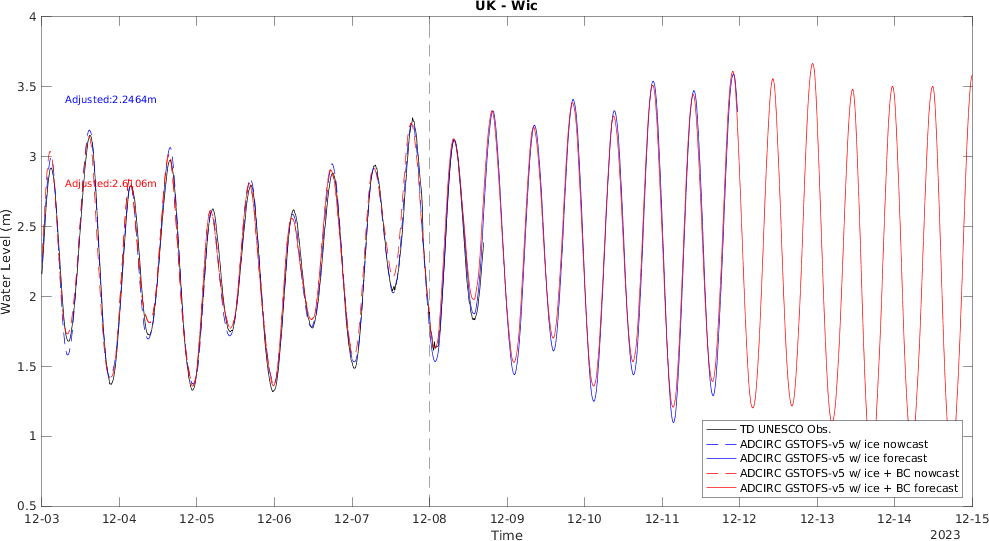 UK - Wic
4
3.5
3
2.5
2
1.5
1
0.5
Water Level (m)
Adjusted:2.2464m
Adjusted:2.6106m
TD UNESCO Obs.
ADCIRC GSTOFS-v5 w/ ice nowcast
ADCIRC GSTOFS-v5 w/ ice forecast
ADCIRC GSTOFS-v5 w/ ice + BC nowcast
ADCIRC GSTOFS-v5 w/ ice + BC forecast
12-03 12-04 12-05 12-06 12-07 12-08 12-09 12-10 12-11 12-12 12-13 12-14 12-15
Time
2023